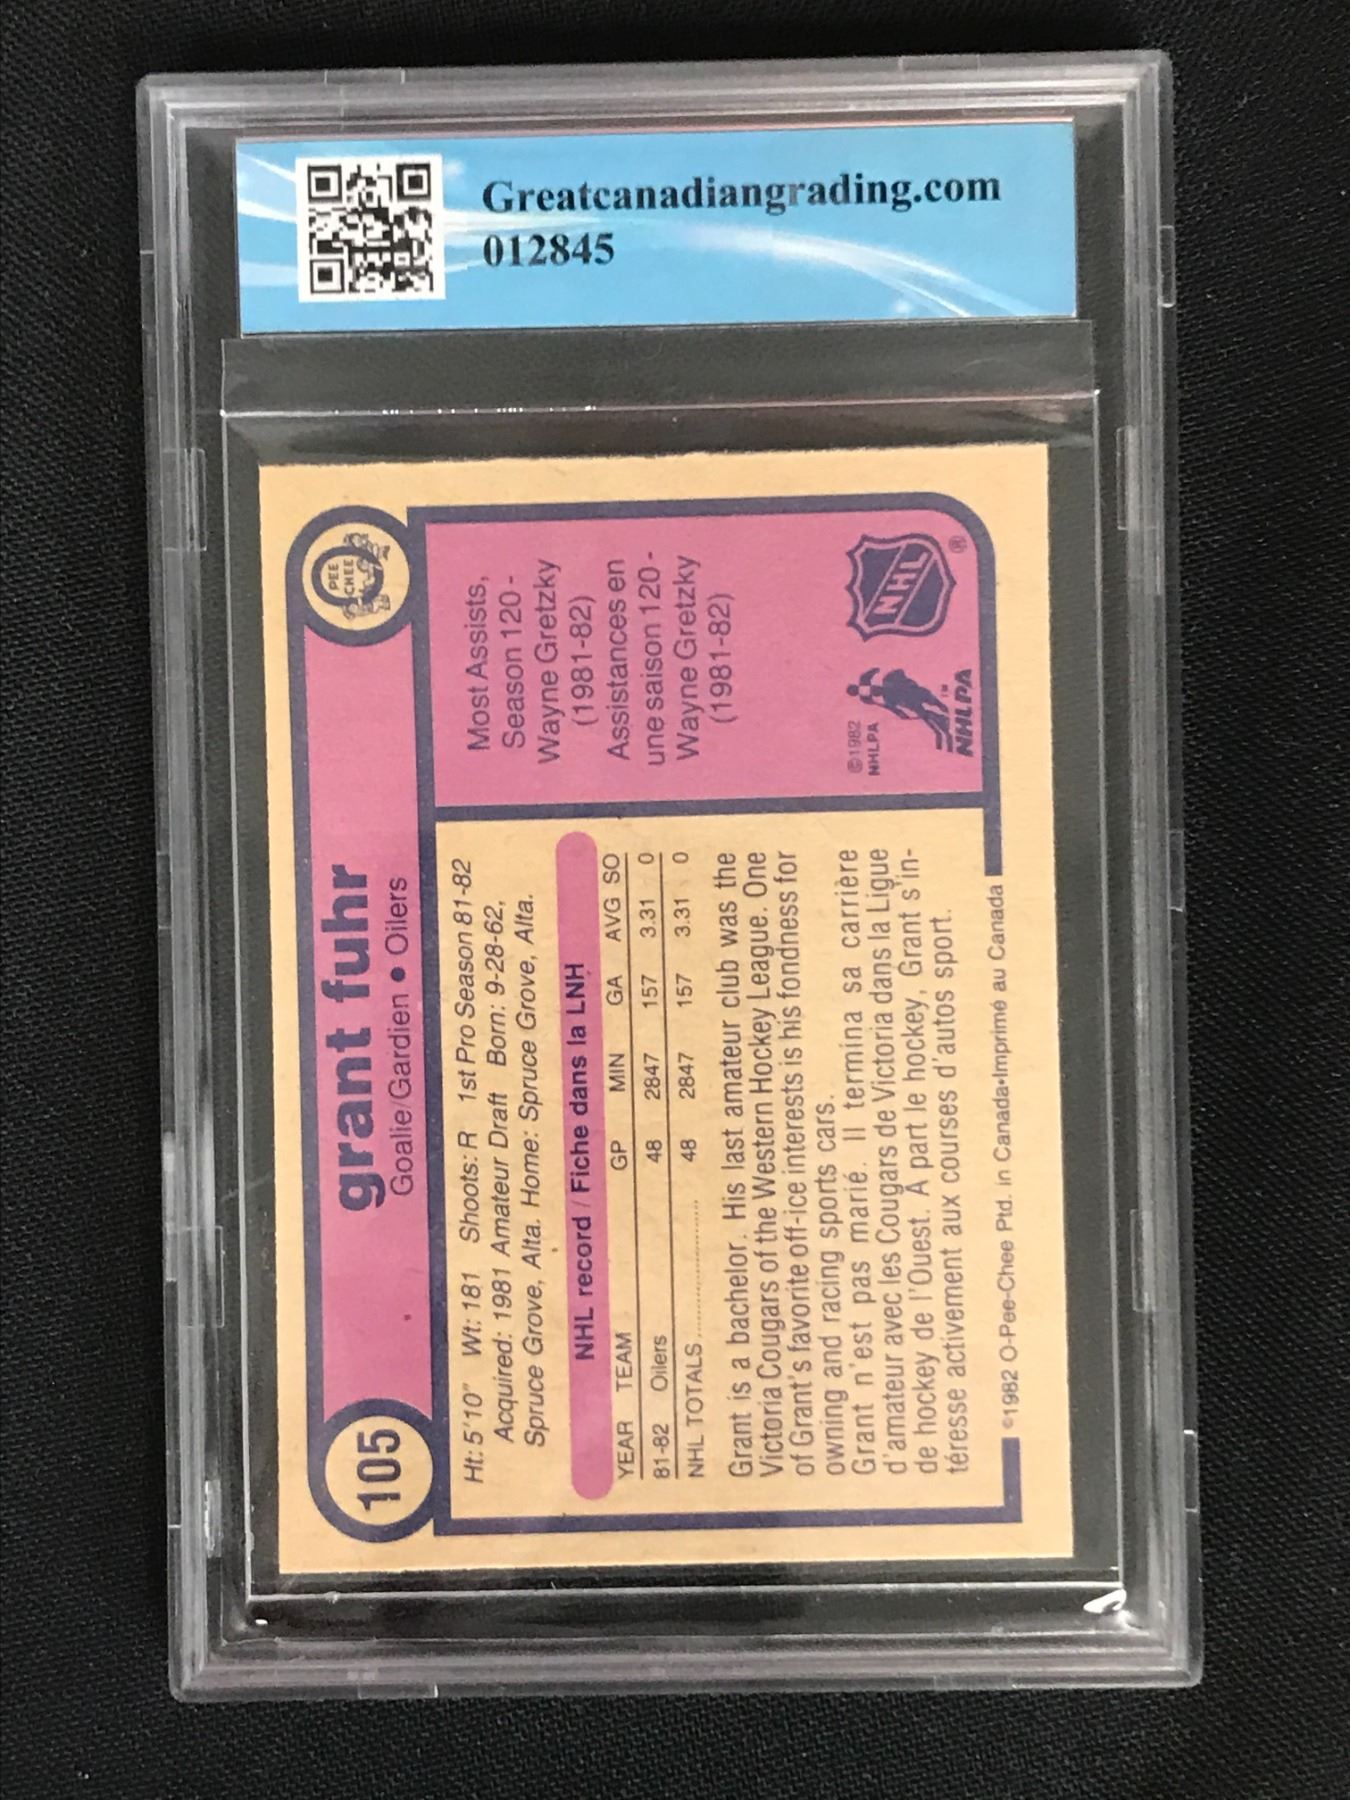 Greatcanadiangrading.com
012845
105
grant fuhr
Goalie/Gardien • Oilers
PEE
CHEE
Ht: 5'10" Wt: 181 Shoots: R 1st Pro Season 81-82
Acquired: 1981 Amateur Draft Born: 9-28-62,
Spruce Grove, Alta. Home: Spruce Grove, Alta.
NHL record / Fiche dans la LNH
YEAR TEAM GP MIN GA AVG SO
81-82 Oilers 48 2847 157 3.31 0
NHL TOTALS .................... 48 2847 157 3.31 0
Grant is a bachelor. His last amateur club was the
Victoria Cougars of the Western Hockey League. One
of Grant's favorite off-ice interests is his fondness for
owning and racing sports cars.
Grant n'est pas marié. Il termina sa carrière
d'amateur avec les Cougars de Victoria dans la Ligue
de hockey de l'Ouest. A part le hockey, Grant s'in-
téresse activement aux courses d'autos sport.
Most Assists,
Season 120 -
Wayne Gretzky
(1981-82)
Assistances en
une saison 120 -
Wayne Gretzky
(1981-82)
©1982
NHLPA
NHLPA
™
NHL
®
©1982 O-Pee-Chee Ptd. in Canada•Imprimé au Canada